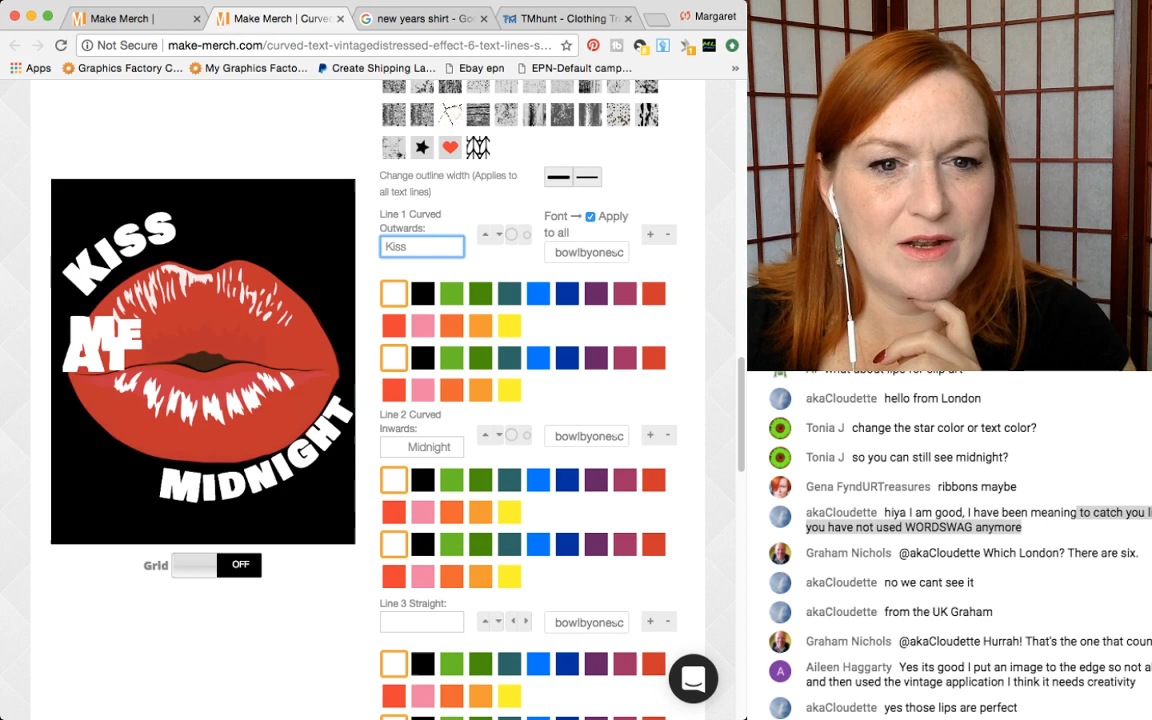 Make Merch |
Make Merch | Curve
new years shirt - Go
TMhunt - Clothing Tr
Margaret
Not Secure | make-merch.com/curved-text-vintagedistressed-effect-6-text-lines-s...
Apps
Graphics Factory C...
My Graphics Facto...
Create Shipping La...
Ebay epn
EPN-Default camp...
»
Change outline width (Applies to
all text lines)
Line 1 Curved
Outwards:
Kiss
Font → Apply
to all
bowlbyonesc
+ -
Line 2 Curved
Inwards:
Midnight
bowlbyonesc
+ -
Line 3 Straight:
bowlbyonesc
+ -
KISS
ME
AT
MIDNIGHT
Grid OFF
akaCloudette hello from London
Tonia J change the star color or text color?
Tonia J so you can still see midnight?
Gena FyndURTreasures ribbons maybe
akaCloudette hiya I am good, I have been meaning to catch you
you have not used WORDSWAG anymore
Graham Nichols @akaCloudette Which London? There are six.
akaCloudette no we cant see it
akaCloudette from the UK Graham
Graham Nichols @akaCloudette Hurrah! That's the one that coun
Aileen Haggarty Yes its good I put an image to the edge so not
and then used the vintage application I think it needs creativity
akaCloudette yes those lips are perfect